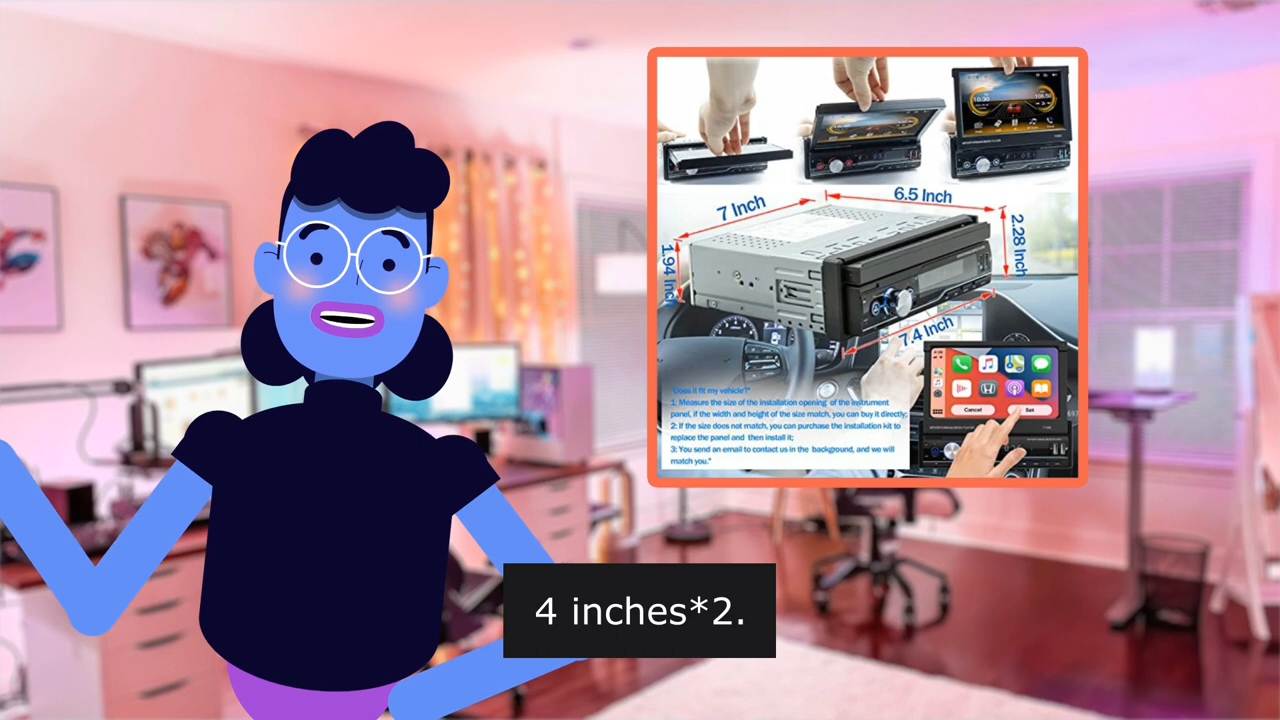 7 Inch
6.5 Inch
2.28 Inch
1.94 Inch
7.4 Inch
"Does it fit my vehicle?"
1: Measure the size of the installation opening of the instrument
panel, if the width and height of the size match, you can buy it directly;
2: If the size does not match, you can purchase the installation kit to
replace the panel and then install it;
3: You send an email to contact us in the background, and we will
match you."
Cancel
Set
4 inches*2.